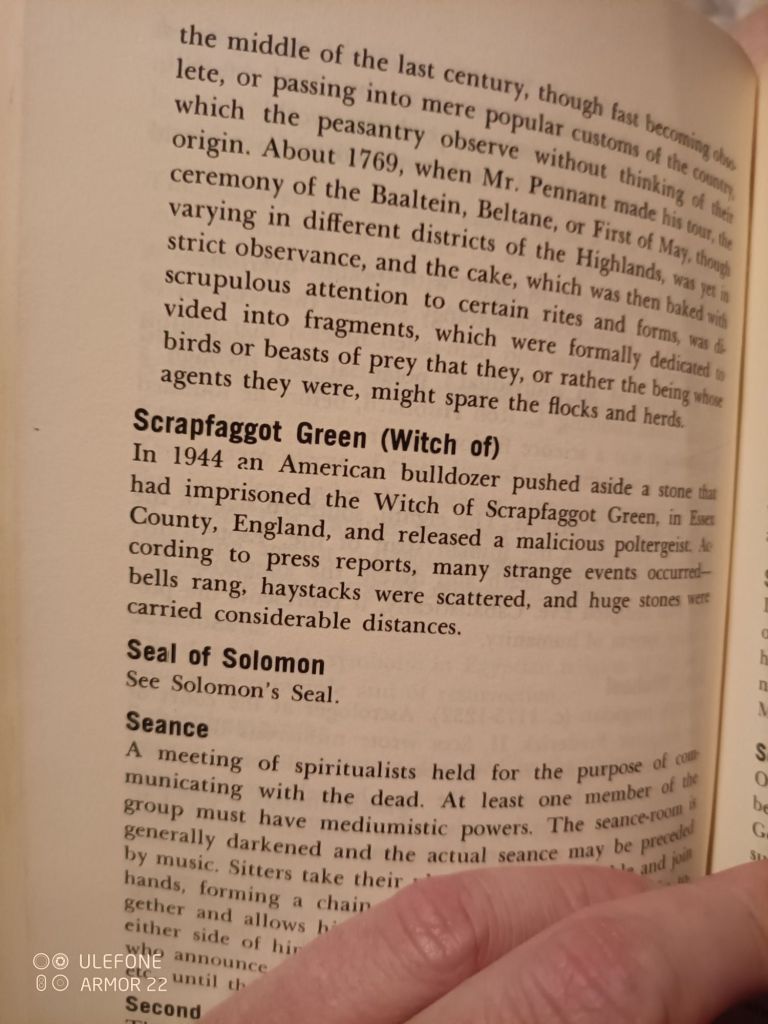 the middle of the last century, though fast becoming obso-
lete, or passing into mere popular customs of the country,
which the peasantry observe without thinking of their
origin. About 1769, when Mr. Pennant made his tour, the
ceremony of the Baaltein, Beltane, or First of May, though
varying in different districts of the Highlands, was yet in
strict observance, and the cake, which was then baked with
scrupulous attention to certain rites and forms, was di-
vided into fragments, which were formally dedicated to
birds or beasts of prey that they, or rather the being whose
agents they were, might spare the flocks and herds.
Scrapfaggot Green (Witch of)
In 1944 an American bulldozer pushed aside a stone that
had imprisoned the Witch of Scrapfaggot Green, in Essex
County, England, and released a malicious poltergeist. Ac-
cording to press reports, many strange events occurred—
bells rang, haystacks were scattered, and huge stones were
carried considerable distances.
Seal of Solomon
See Solomon's Seal.
Seance
A meeting of spiritualists held for the purpose of com-
municating with the dead. At least one member of the
group must have mediumistic powers. The seance-room is
generally darkened and the actual seance may be preceded
by music. Sitters take their and join
hands, forming a chain
gether and allows
either side of
who announce
etc. until
Second
ULEFONE
ARMOR 22